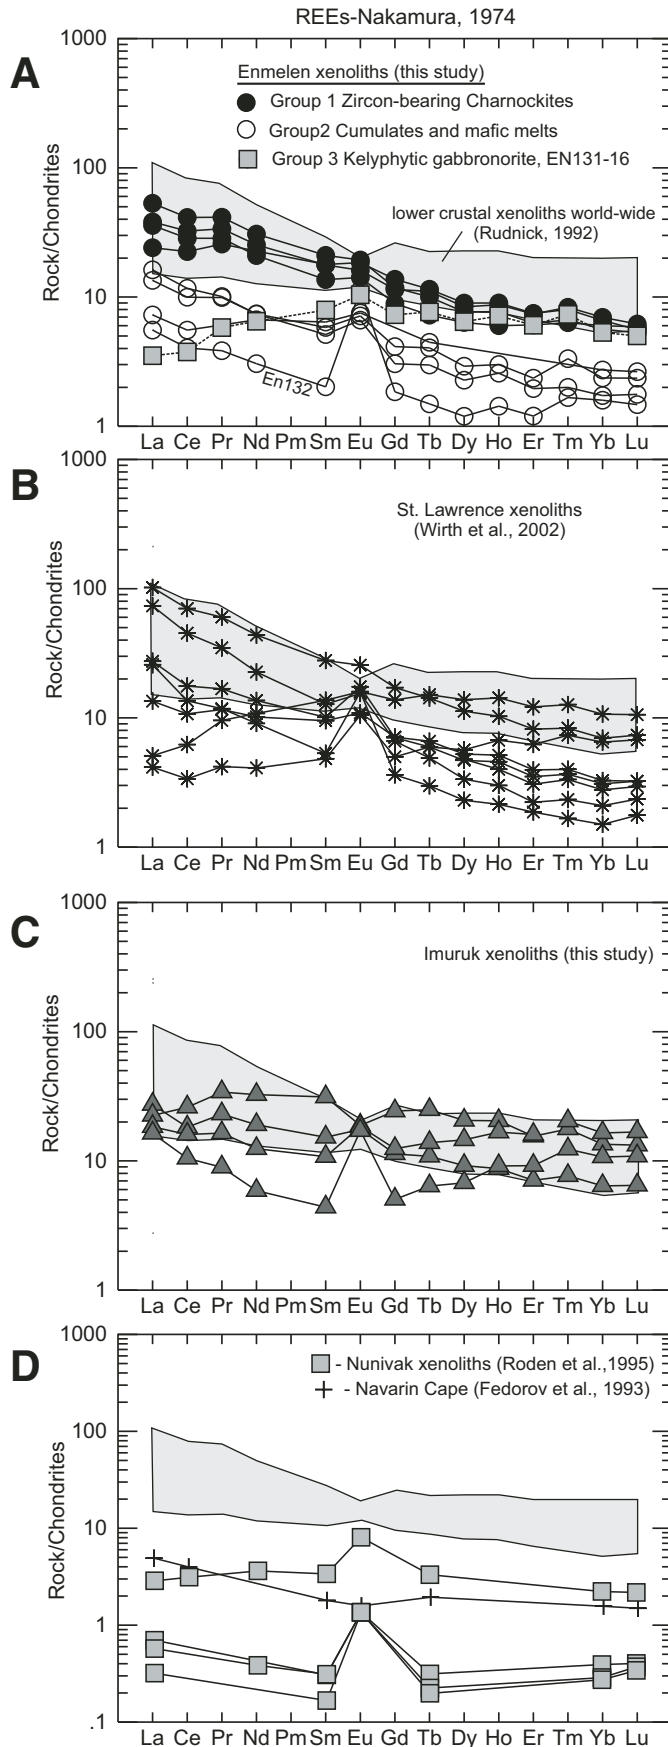 REEs-Nakamura, 1974
A
1000
100
10
1
Rock/Chondrites
Enmelen xenoliths (this study)
Group 1 Zircon-bearing Charnockites
Group2 Cumulates and mafic melts
Group 3 Kelyphytic gabbronorite, EN131-16
lower crustal xenoliths world-wide
(Rudnick, 1992)
En132
La Ce Pr Nd Pm Sm Eu Gd Tb Dy Ho Er Tm Yb Lu
B
1000
100
10
1
Rock/Chondrites
St. Lawrence xenoliths
(Wirth et al., 2002)
La Ce Pr Nd Pm Sm Eu Gd Tb Dy Ho Er Tm Yb Lu
C
1000
100
10
1
Rock/Chondrites
Imuruk xenoliths (this study)
La Ce Pr Nd Pm Sm Eu Gd Tb Dy Ho Er Tm Yb Lu
D
1000
100
10
1
.1
Rock/Chondrites
- Nunivak xenoliths (Roden et al.,1995)
- Navarin Cape (Fedorov et al., 1993)
La Ce Pr Nd Pm Sm Eu Gd Tb Dy Ho Er Tm Yb Lu